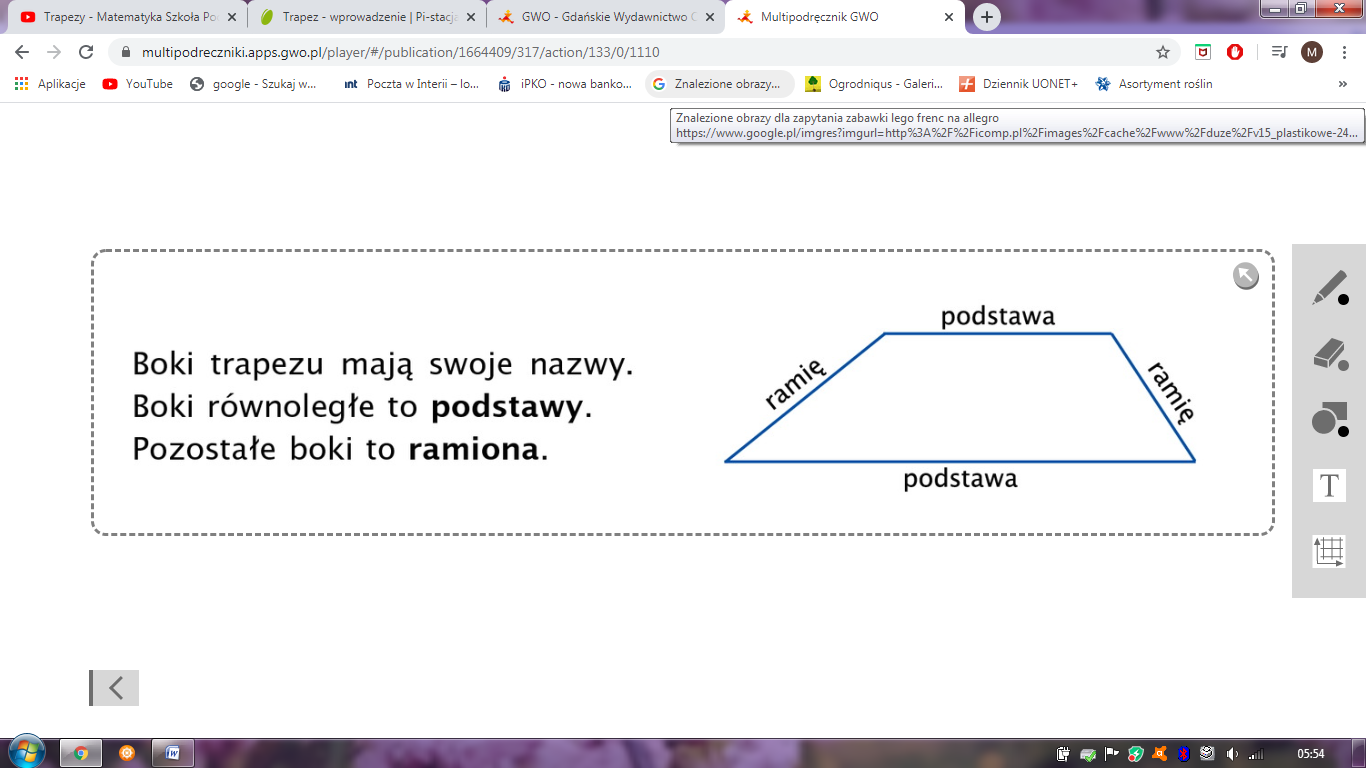 Trapezy - Matematyka Szkoła Po
Trapez - wprowadzenie | Pi-stacja
GWO - Gdańskie Wydawnictwo O
Multipodręcznik GWO
multipodreczniki.apps.gwo.pl/player/#/publication/1664409/317/action/133/0/1110
M
Aplikacje
YouTube
google - Szukaj w...
int Poczta w Interii – lo...
iPKO - nowa banko...
Znalezione obrazy...
Ogrodniqus - Galeri...
Dziennik UONET+
Asortyment roślin
»
Znalezione obrazy dla zapytania zabawki lego frenc na allegro
https://www.google.pl/imgres?imgurl=http%3A%2F%2Ficomp.pl%2Fimages%2Fcache%2Fwww%2Fduze%2Fv15_plastikowe-24...
Boki trapezu mają swoje nazwy.
Boki równoległe to podstawy.
Pozostałe boki to ramiona.
podstawa
ramię
ramię
podstawa
T
05:54